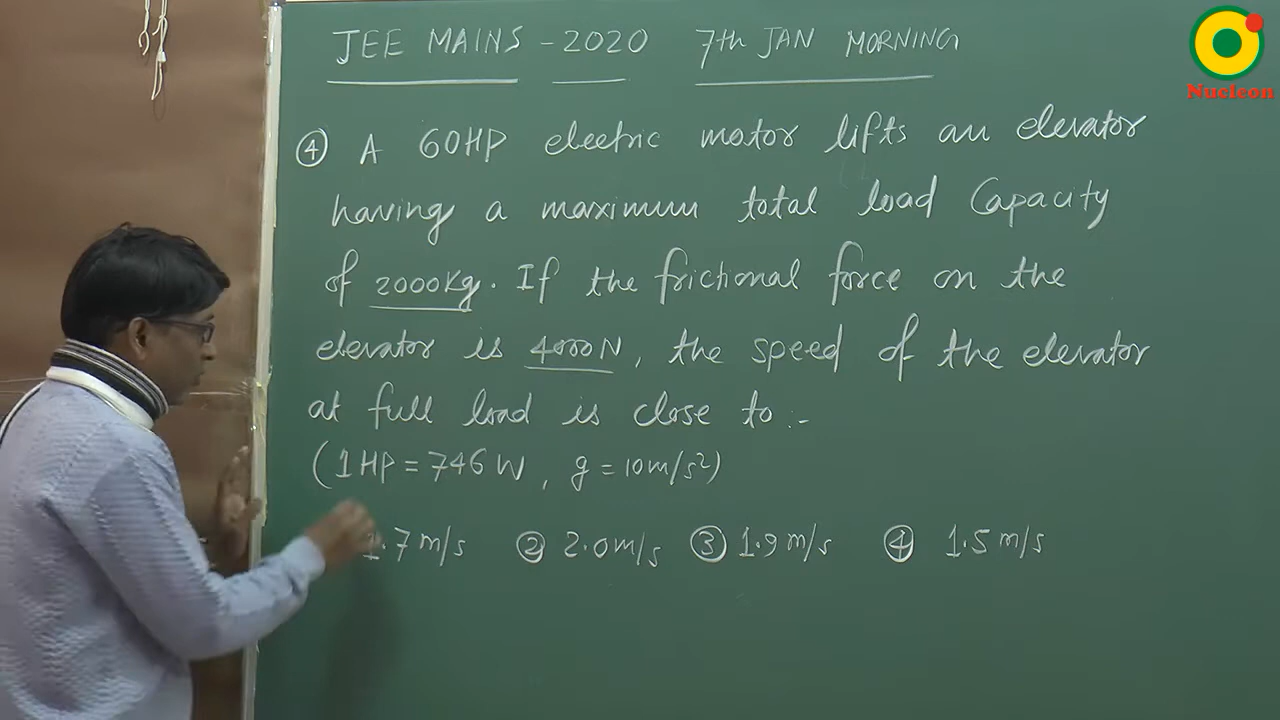 JEE MAINS - 2020 7th JAN MORNING
Nucleon
④ A 60HP electric motor lifts an elevator
having a maximum total load capacity
of 2000kg. If the frictional force on the
elevator is 4000N, the speed of the elevator
at full load is close to :-
(1HP = 746 W, g = 10m/s²)
1.7 m/s ② 2.0m/s ③ 1.9 m/s ④ 1.5 m/s